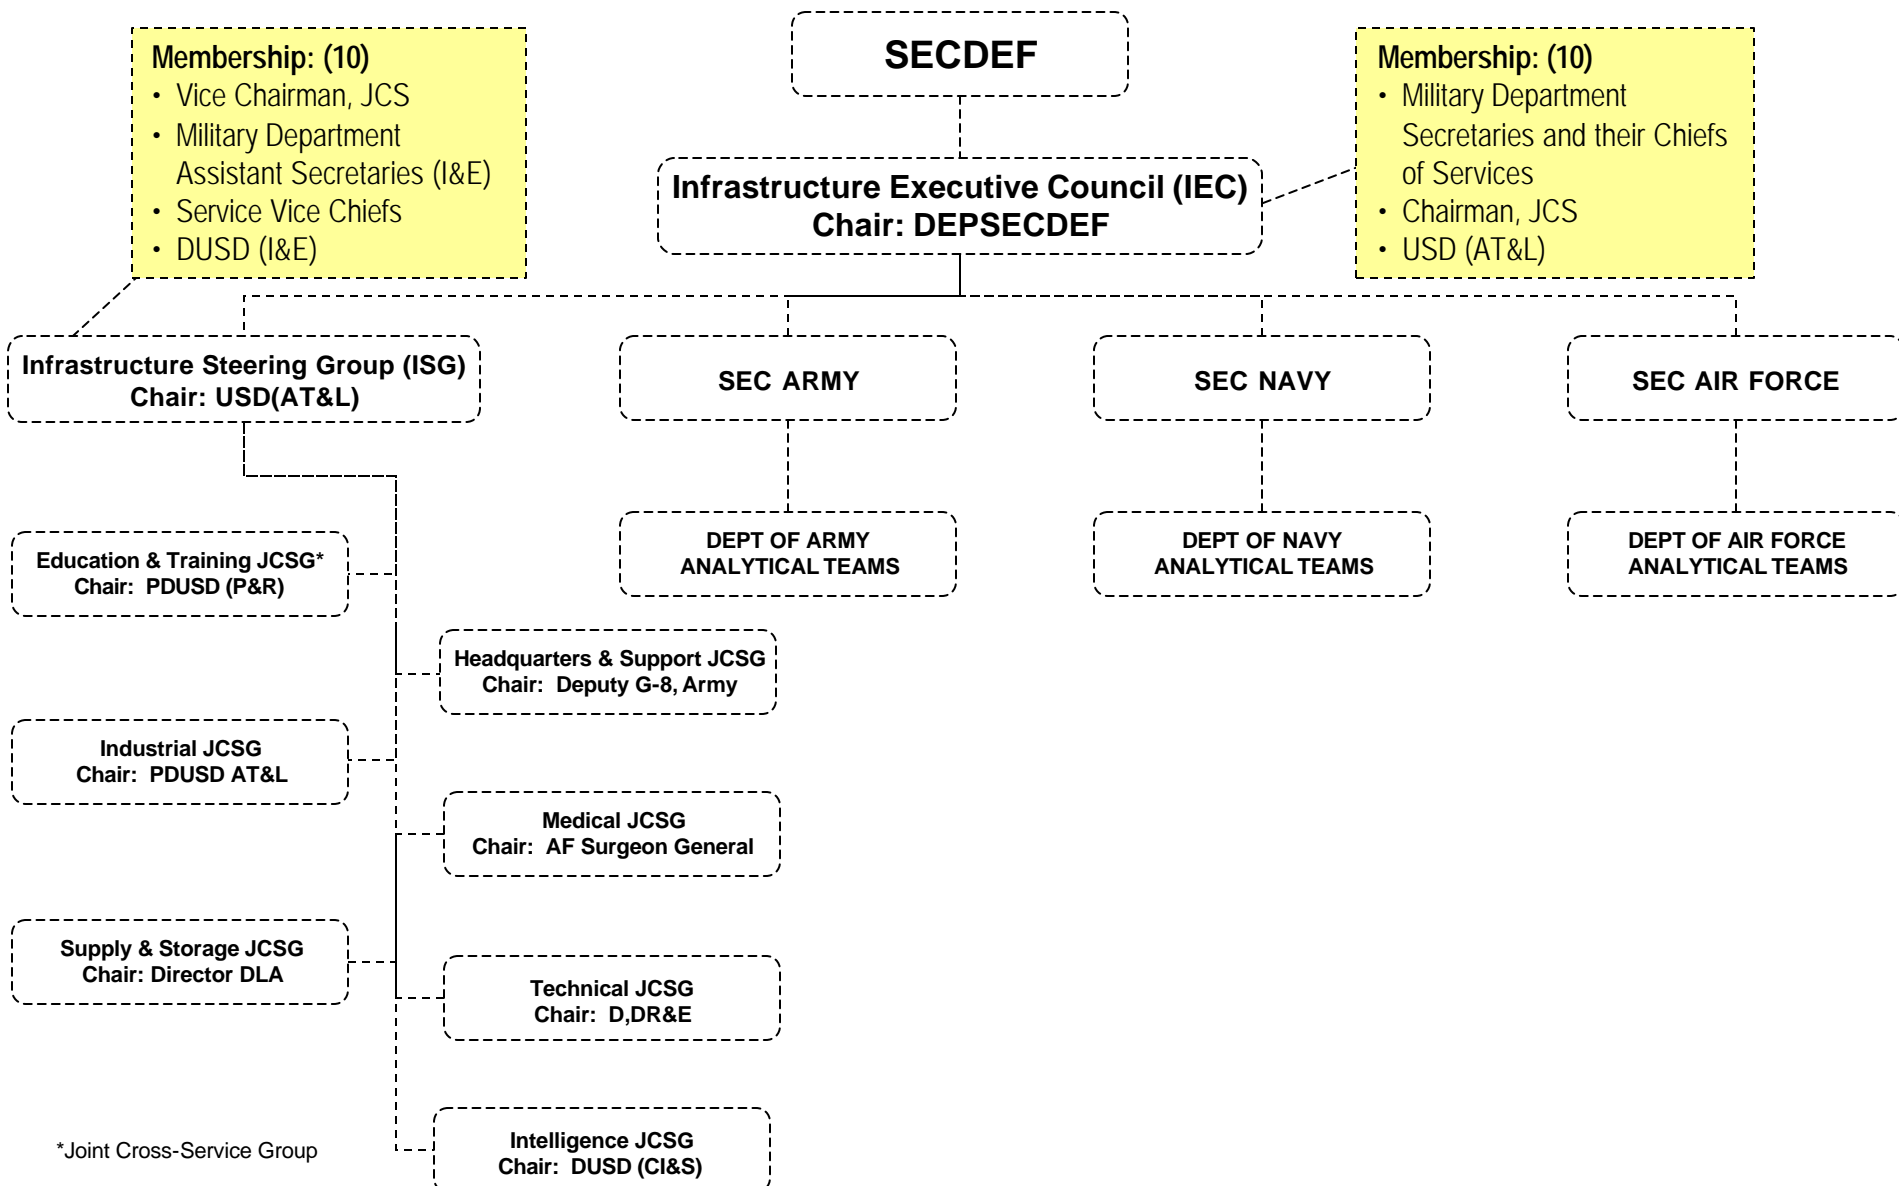 Membership: (10)
• Vice Chairman, JCS
• Military Department
Assistant Secretaries (I&E)
• Service Vice Chiefs
• DUSD (I&E)
SECDEF
Membership: (10)
• Military Department
Secretaries and their Chiefs
of Services
• Chairman, JCS
• USD (AT&L)
Infrastructure Executive Council (IEC)
Chair: DEPSECDEF
Infrastructure Steering Group (ISG)
Chair: USD(AT&L)
SEC ARMY
SEC NAVY
SEC AIR FORCE
DEPT OF ARMY
ANALYTICAL TEAMS
DEPT OF NAVY
ANALYTICAL TEAMS
DEPT OF AIR FORCE
ANALYTICAL TEAMS
Education & Training JCSG*
Chair: PDUSD (P&R)
Headquarters & Support JCSG
Chair: Deputy G-8, Army
Industrial JCSG
Chair: PDUSD AT&L
Medical JCSG
Chair: AF Surgeon General
Supply & Storage JCSG
Chair: Director DLA
Technical JCSG
Chair: D,DR&E
Intelligence JCSG
Chair: DUSD (CI&S)
*Joint Cross-Service Group